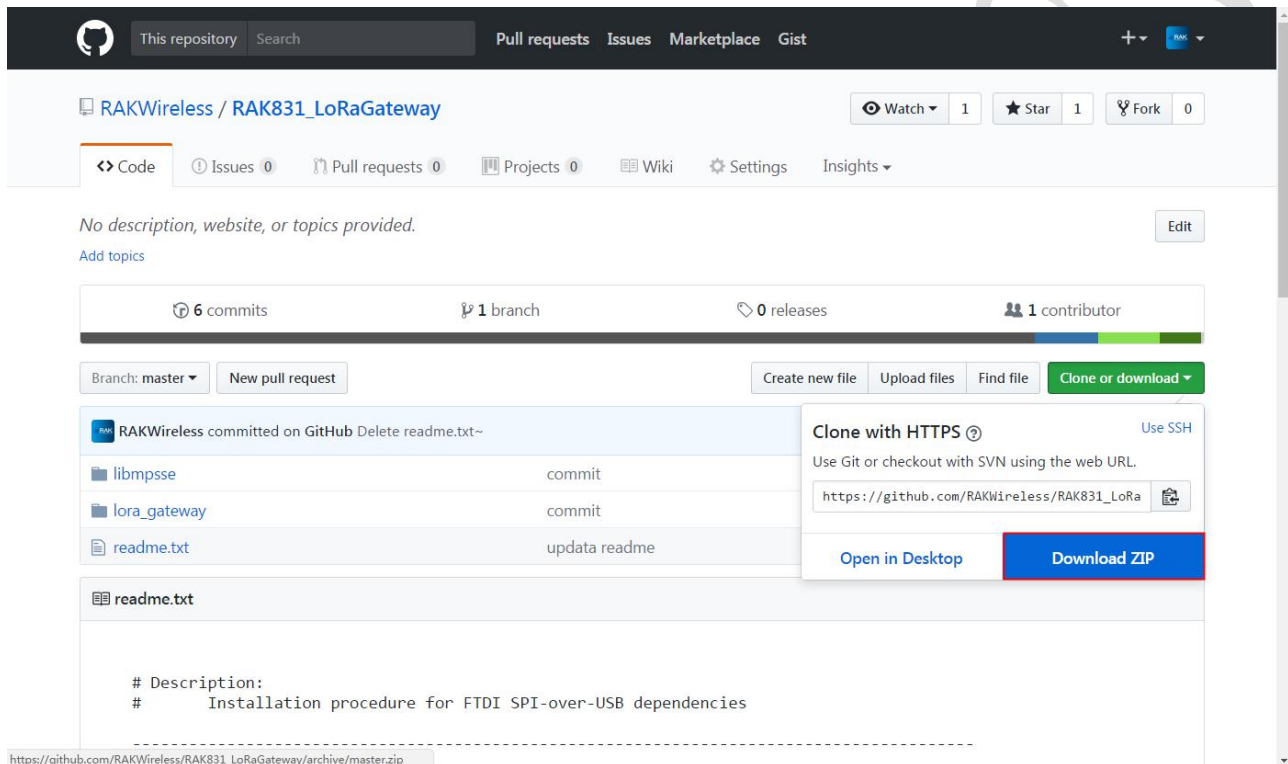 This repository Search Pull requests Issues Marketplace Gist
RAK
RAKWireless / RAK831_LoRaGateway Watch 1 Star 1 Fork 0
Code Issues 0 Pull requests 0 Projects 0 Wiki Settings Insights
No description, website, or topics provided. Edit
Add topics
6 commits 1 branch 0 releases 1 contributor
Branch: master New pull request Create new file Upload files Find file Clone or download
RAK RAKWireless committed on GitHub Delete readme.txt~
libmpsse commit
lora_gateway commit
readme.txt updata readme
Clone with HTTPS Use SSH
Use Git or checkout with SVN using the web URL.
https://github.com/RAKWireless/RAK831_LoRa
Open in Desktop Download ZIP
readme.txt
# Description:
# Installation procedure for FTDI SPI-over-USB dependencies
--------------------------------------------------------------------------------
https://github.com/RAKWireless/RAK831_LoRaGateway/archive/master.zip